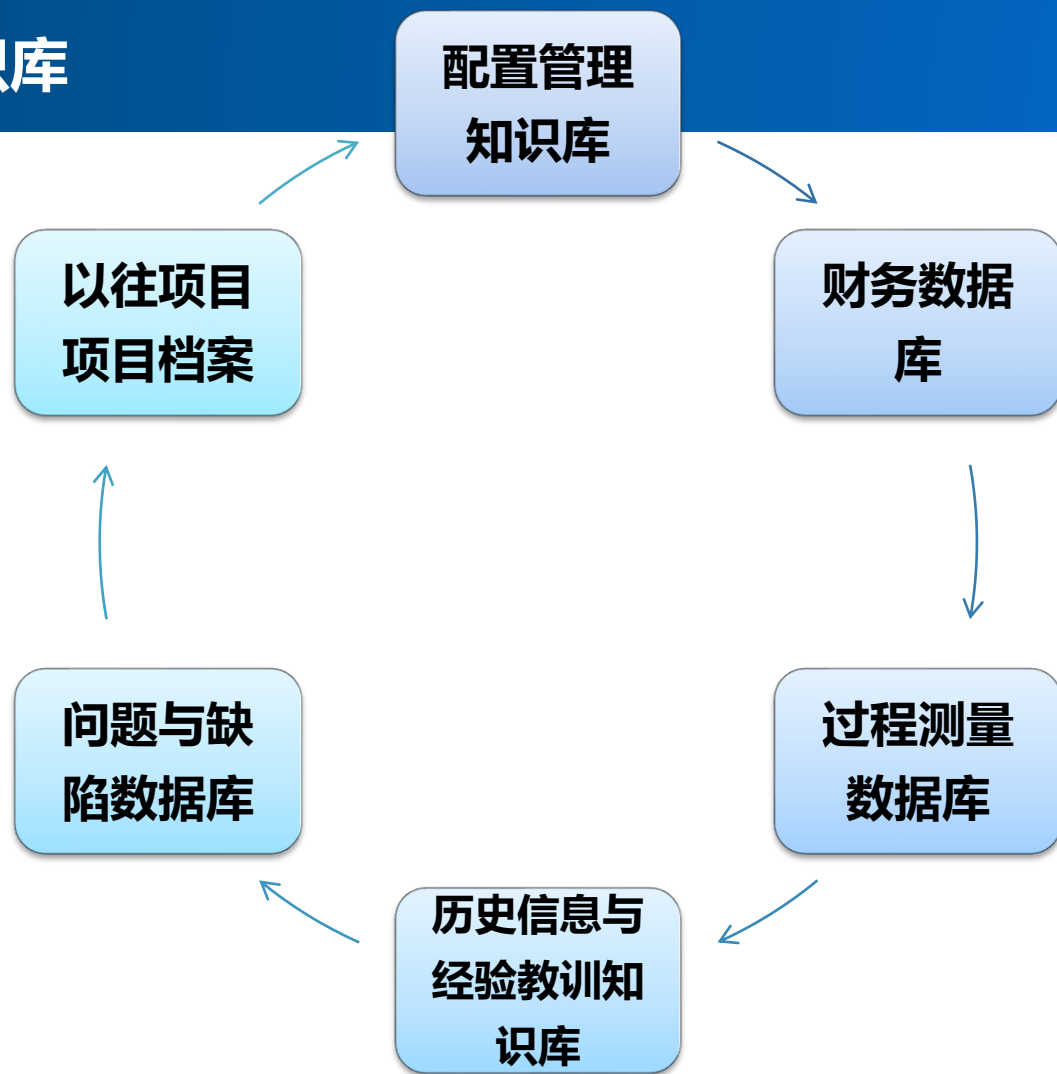 识库
配置管理
知识库
以往项目
项目档案
财务数据
库
问题与缺
陷数据库
过程测量
数据库
历史信息与
经验教训知
识库